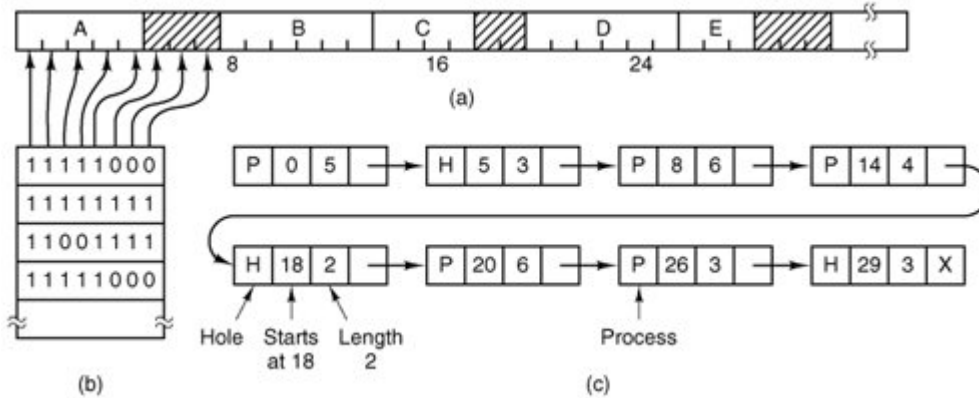 A B C D E
8 16 24
(a)
P 0 5 H 5 3 P 8 6 P 14 4
11111000
11111111
11001111
11111000
H 18 2 P 20 6 P 26 3 H 29 3 X
Hole Starts at 18 Length 2 Process
(b) (c)